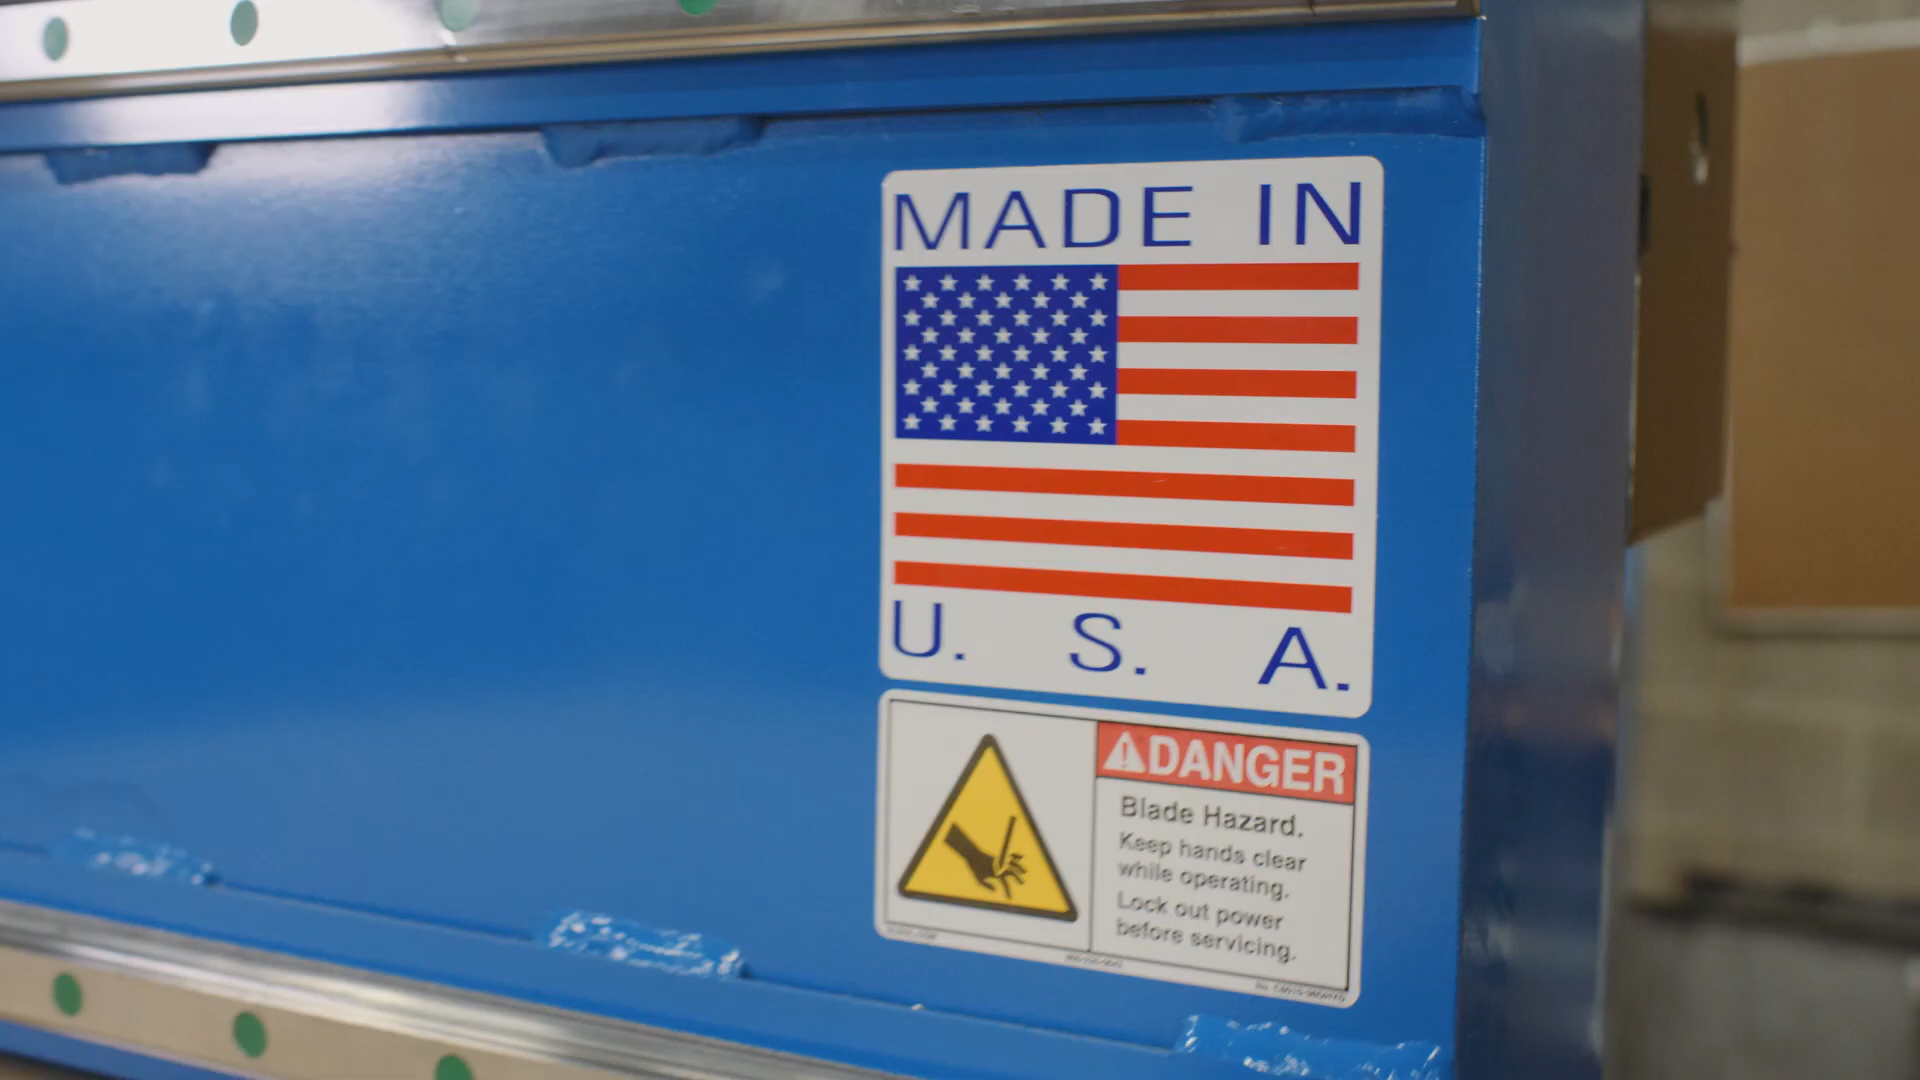 MADE IN
U. S. A.
DANGER
Blade Hazard.
Keep hands clear
while operating.
Lock out power
before servicing.